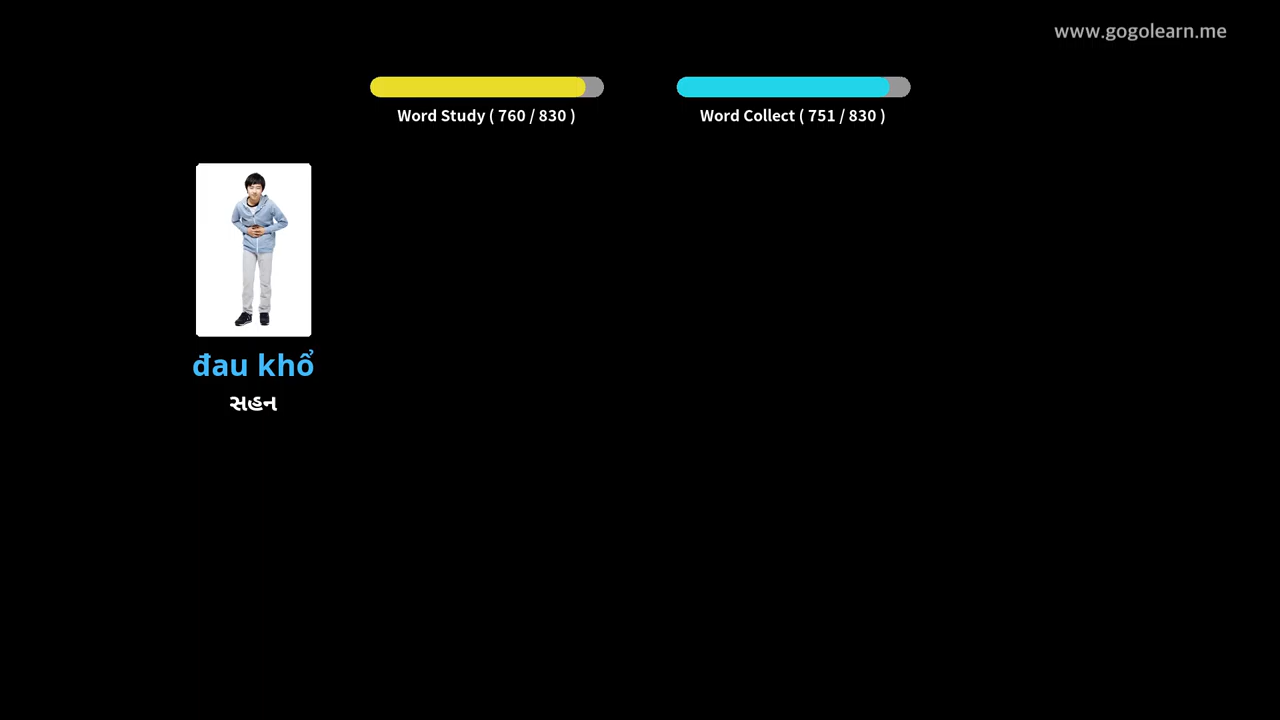 www.gogolearn.me
Word Study ( 760 / 830 )
Word Collect ( 751 / 830 )
đau khổ
સહન